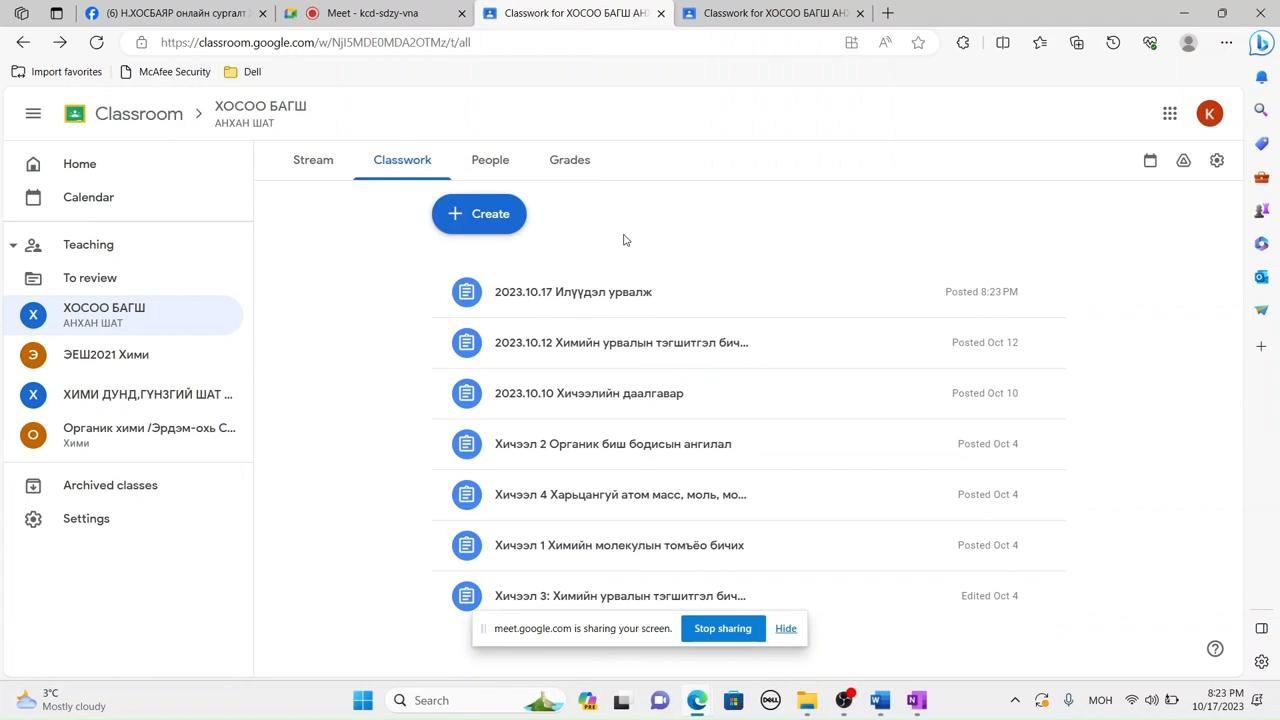 Н.ХОСБАЯР онлайн сургалт
Meet - kcd-sdzy-vna
Classwork for ХОСОО БАГШ АН
Classwork for ХОСОО БАГШ АН
https://classroom.google.com/w/NjI5MDE0MDA2OTMz/t/all
Import favorites
McAfee Security
Dell
Classroom
ХОСОО БАГШ
АНХАН ШАТ
K
Home
Calendar
Teaching
To review
Х
ХОСОО БАГШ
АНХАН ШАТ
Э
ЭЕШ2021 Хими
Х
ХИМИ ДУНД,ГҮНЗГИЙ ШАТ ...
О
Органик хими /Эрдэм-охь С...
Хими
Archived classes
Settings
Stream
Classwork
People
Grades
+ Create
2023.10.17 Илүүдэл урвалж
Posted 8:23 PM
2023.10.12 Химийн урвалын тэгшитгэл бич...
Posted Oct 12
2023.10.10 Хичээлийн даалгавар
Posted Oct 10
Хичээл 2 Органик биш бодисын ангилал
Posted Oct 4
Хичээл 4 Харьцангуй атом масс, моль, мо...
Posted Oct 4
Хичээл 1 Химийн молекулын томъёо бичих
Posted Oct 4
Хичээл 3: Химийн урвалын тэгшитгэл бич...
Edited Oct 4
meet.google.com is sharing your screen.
Stop sharing
Hide
3°C
Mostly cloudy
Search
PRE
DELL
МОН
8:23 PM
10/17/2023